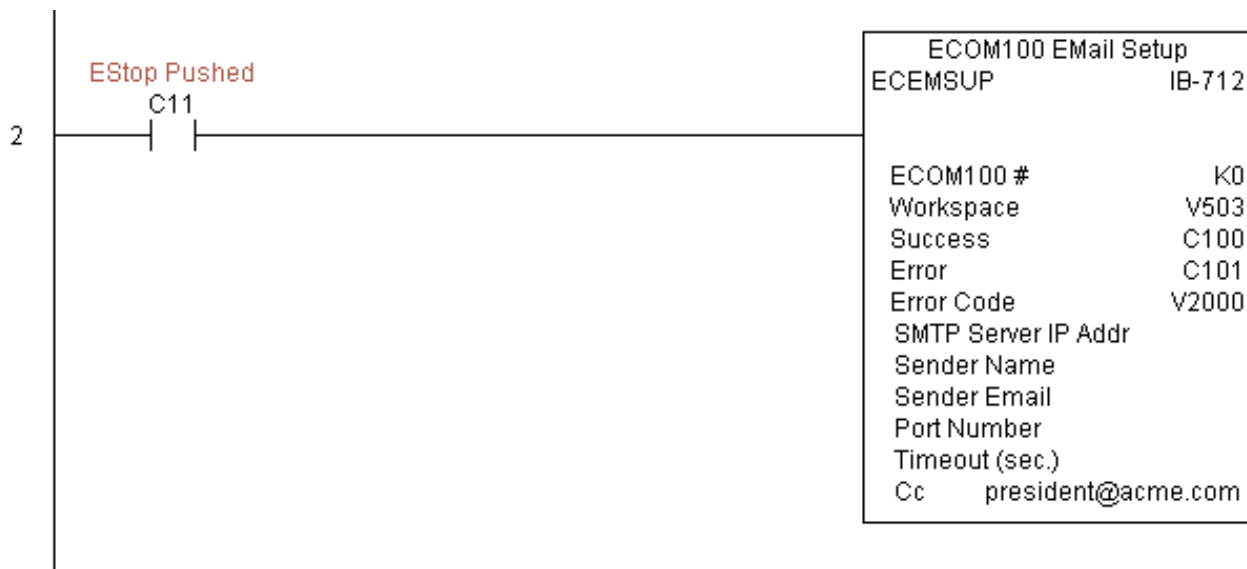 ECOM100 EMail Setup
EStop Pushed
ECEMSUP IB-712
C11
2
ECOM100 # K0
Workspace V503
Success C100
Error C101
Error Code V2000
SMTP Server IP Addr
Sender Name
Sender Email
Port Number
Timeout (sec.)
Cc president@acme.com